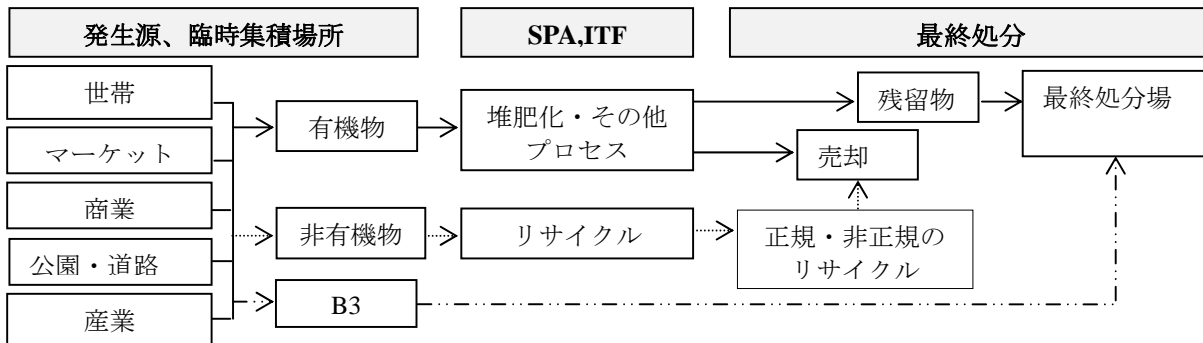 発生源、臨時集積場所
SPA,ITF
最終処分
世帯
マーケット
商業
公園・道路
産業
有機物
非有機物
B3
堆肥化・その他
プロセス
リサイクル
残留物
売却
正規・非正規の
リサイクル
最終処分場